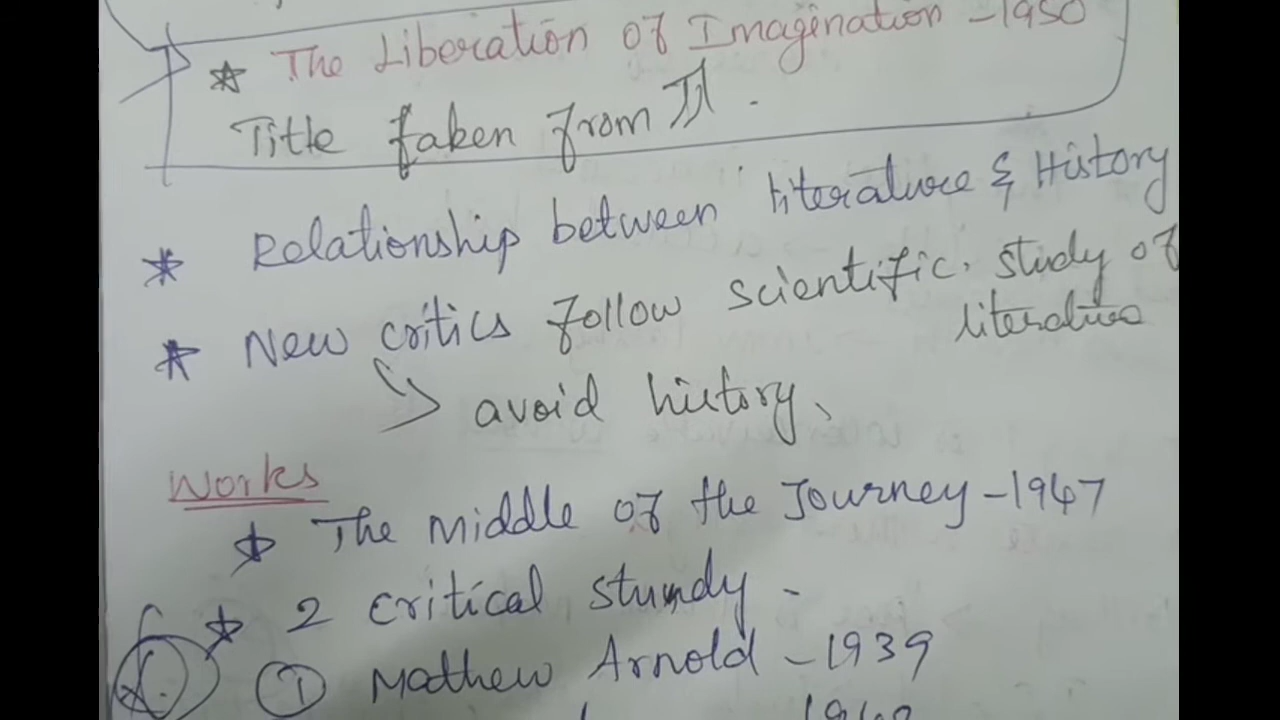 * The Liberation of Imagination - 1950
Title taken from
* Relationship between literature & History
* New critics follow scientific. study of
literature
avoid history,
Works
* The middle of the Journey - 1947
* 2 critical study -
① Mathew Arnold - 1939